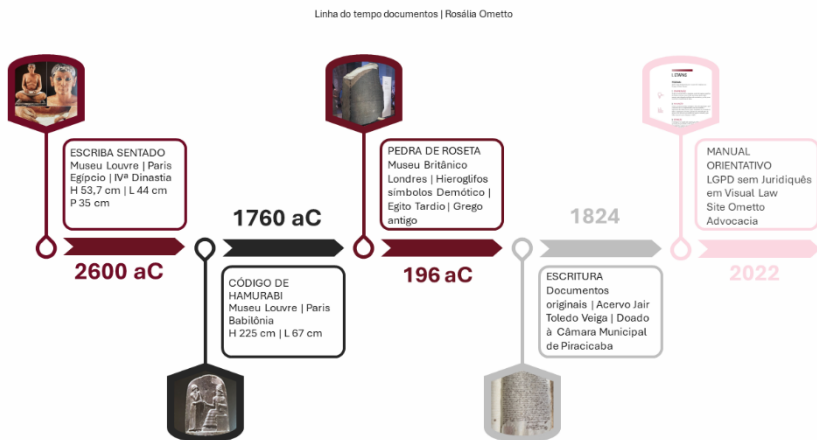 Linha do tempo documentos | Rosália Ometto
ESCRIBA SENTADO
Museu Louvre | Paris
Egípcio | IVª Dinastia
H 53,7 cm | L 44 cm
P 35 cm
2600 aC
1760 aC
CÓDIGO DE
HAMURABI
Museu Louvre | Paris
Babilônia
H 225 cm | L 67 cm
PEDRA DE ROSETA
Museu Britânico
Londres | Hieroglifos
símbolos Demótico |
Egito Tardio | Grego
antigo
196 aC
1824
ESCRITURA
Documentos
originais | Acervo Jair
Toledo Veiga | Doado
à Câmara Municipal
de Piracicaba
MANUAL
ORIENTATIVO
LGPD sem Juridiquês
em Visual Law
Site Ometto
Advocacia
2022